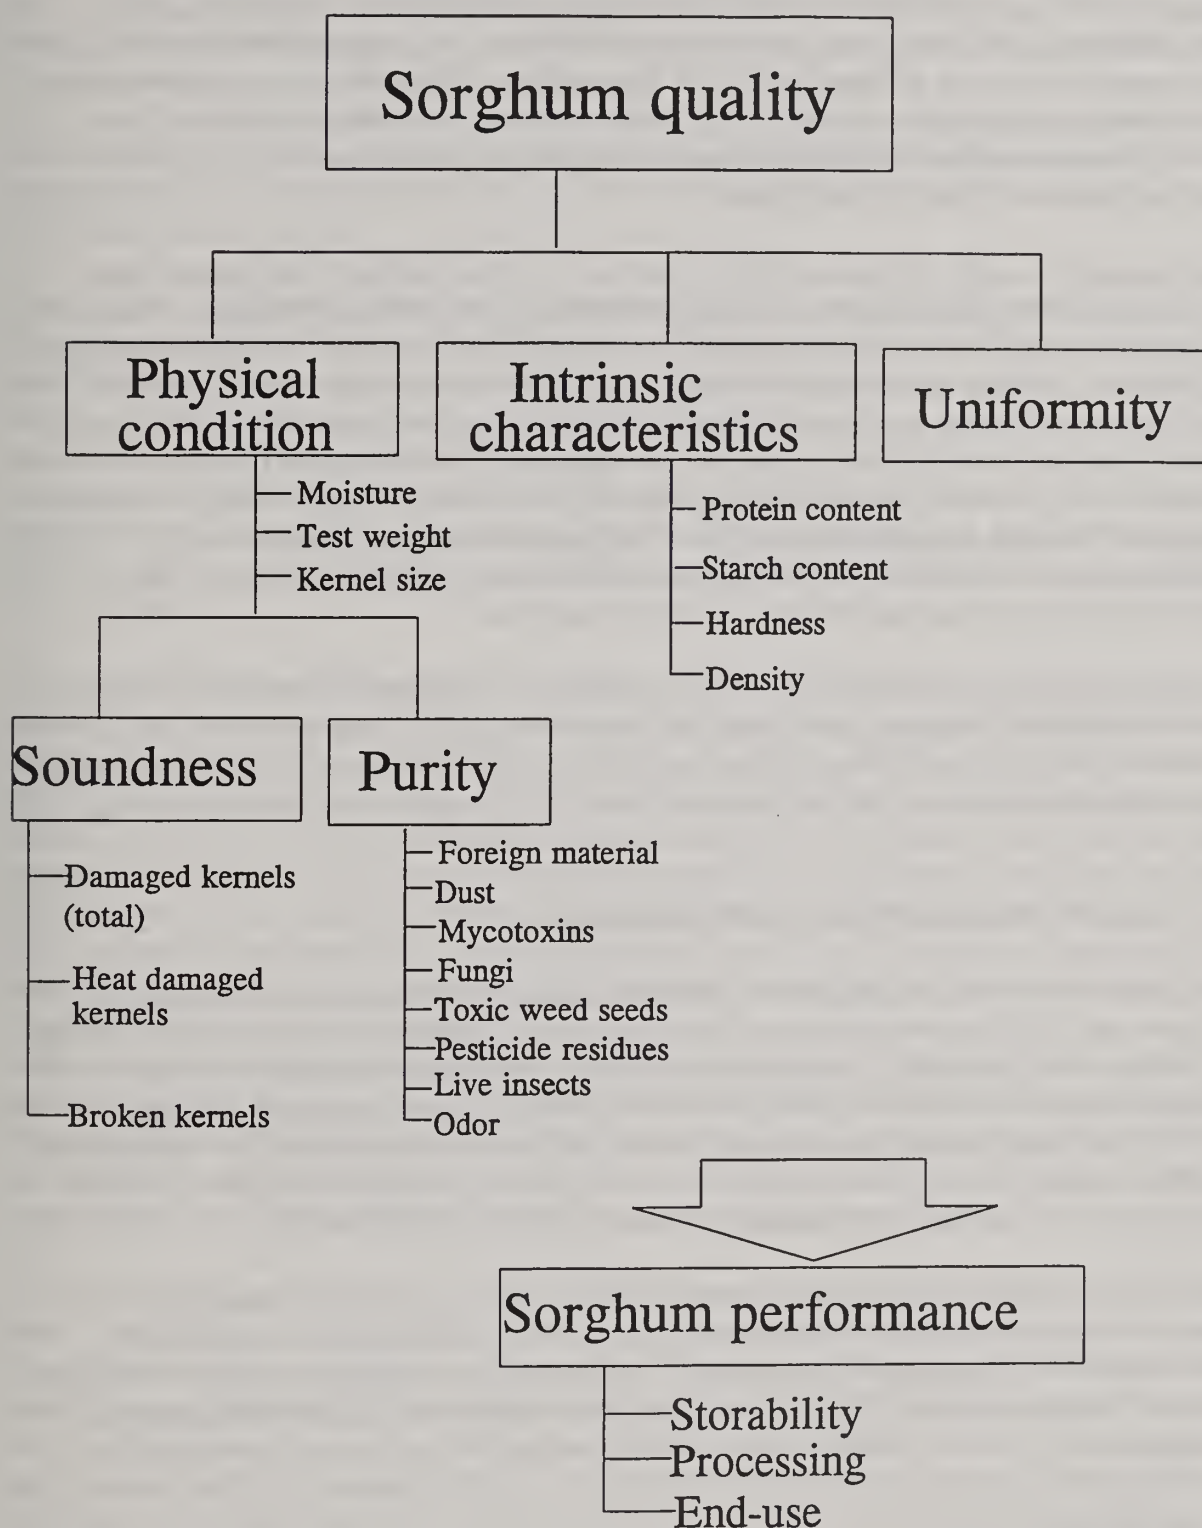 Sorghum quality
Physical
condition
Intrinsic
characteristics
Uniformity
Moisture
Test weight
Kernel size
Protein content
Starch content
Hardness
Density
Soundness
Purity
Damaged kernels
(total)
Heat damaged
kernels
Broken kernels
Foreign material
Dust
Mycotoxins
Fungi
Toxic weed seeds
Pesticide residues
Live insects
Odor
Sorghum performance
Storability
Processing
End-use